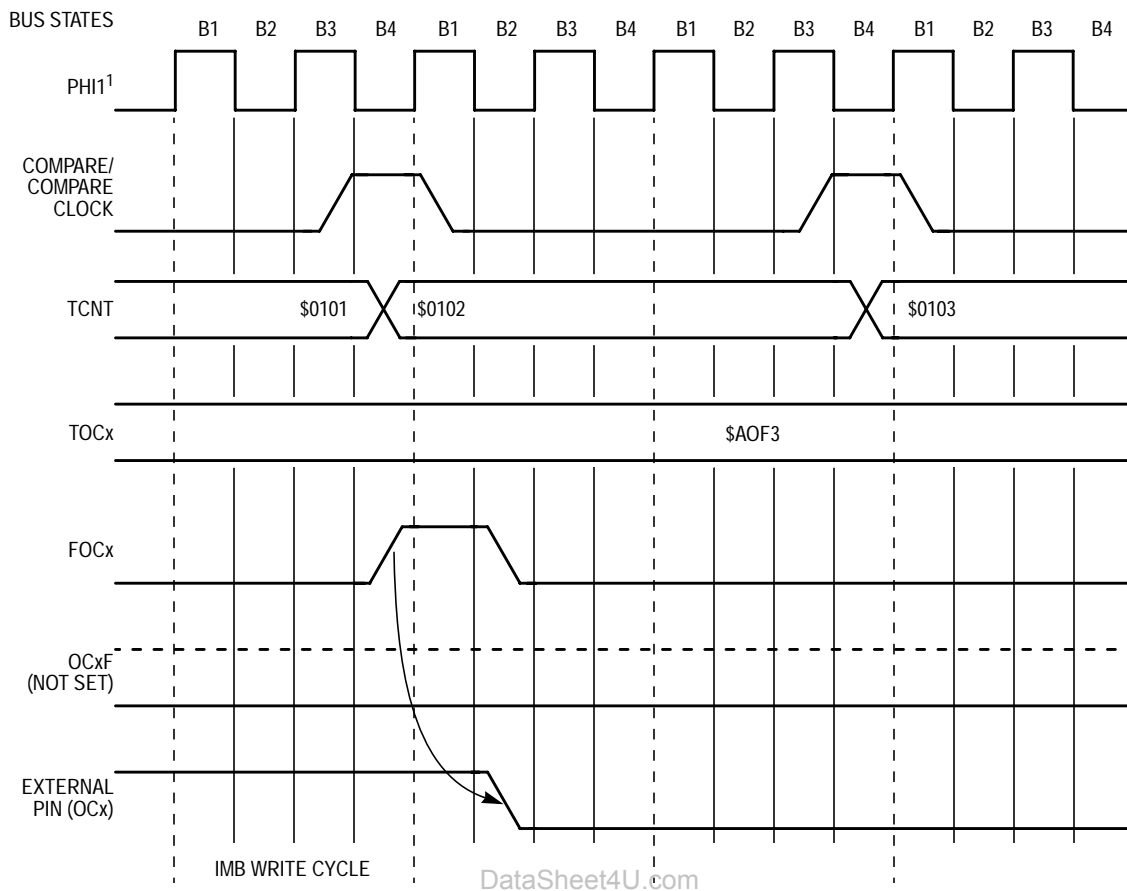 BUS STATES
B1 B2 B3 B4 B1 B2 B3 B4 B1 B2 B3 B4 B1 B2 B3 B4
PHI1¹
COMPARE/
COMPARE
CLOCK
TCNT
$0101
$0102
$0103
TOCx
$AOF3
FOCx
OCxF
(NOT SET)
EXTERNAL
PIN (OCx)
IMB WRITE CYCLE
DataSheet4U.com